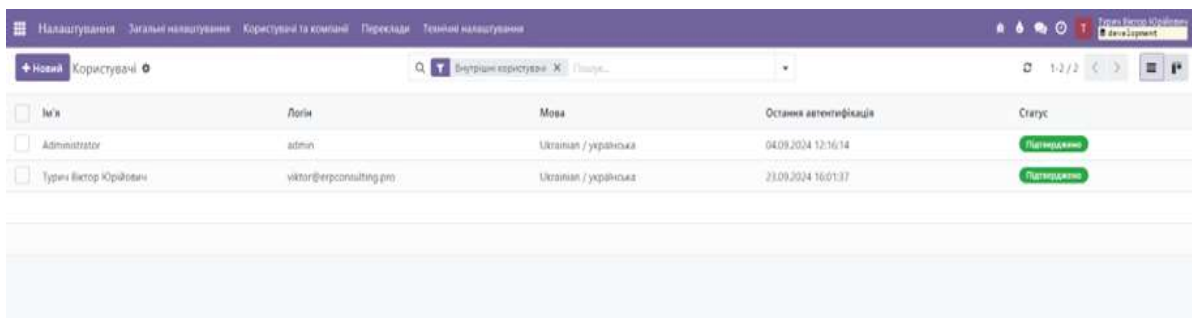 Налаштування Загальні налаштування Користувачі та компанії Переклади Технічні налаштування
T Турич Віктор Юрійович
development
+ Новий Користувачі
Внутрішні користувачі X Пошук...
1-2 / 2
Ім'я Логін Мова Остання автентифікація Статус
Administrator admin Ukrainian / українська 04.09.2024 12:16:14 Підтверджено
Турич Віктор Юрійович viktor@erpconsulting.pro Ukrainian / українська 23.09.2024 16:01:37 Підтверджено